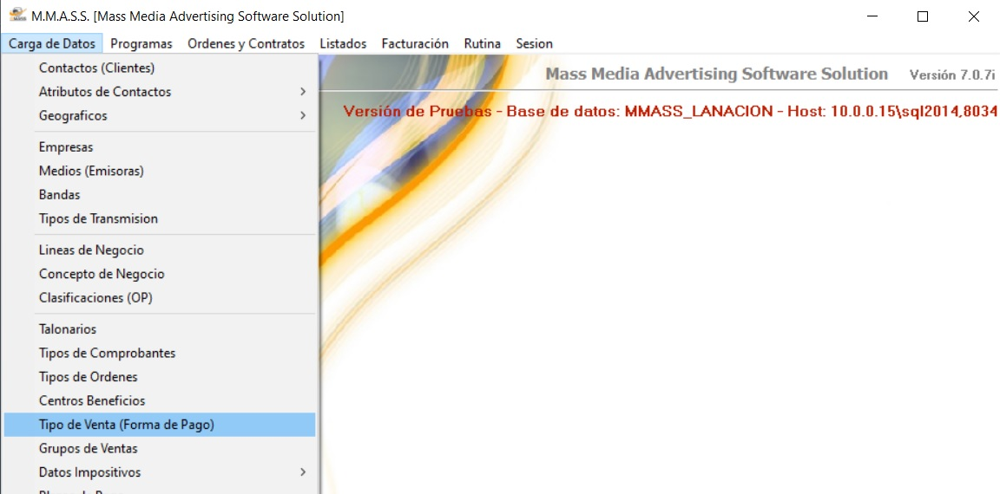 M.M.A.S.S. [Mass Media Advertising Software Solution]
Carga de Datos Programas Ordenes y Contratos Listados Facturación Rutina Sesion
Mass Media Advertising Software Solution Versión 7.0.7i
Versión de Pruebas - Base de datos: MMASS_LANACION - Host: 10.0.0.15\sql2014,8034
Contactos (Clientes)
Atributos de Contactos
Geograficos
Empresas
Medios (Emisoras)
Bandas
Tipos de Transmision
Lineas de Negocio
Concepto de Negocio
Clasificaciones (OP)
Talonarios
Tipos de Comprobantes
Tipos de Ordenes
Centros Beneficios
Tipo de Venta (Forma de Pago)
Grupos de Ventas
Datos Impositivos